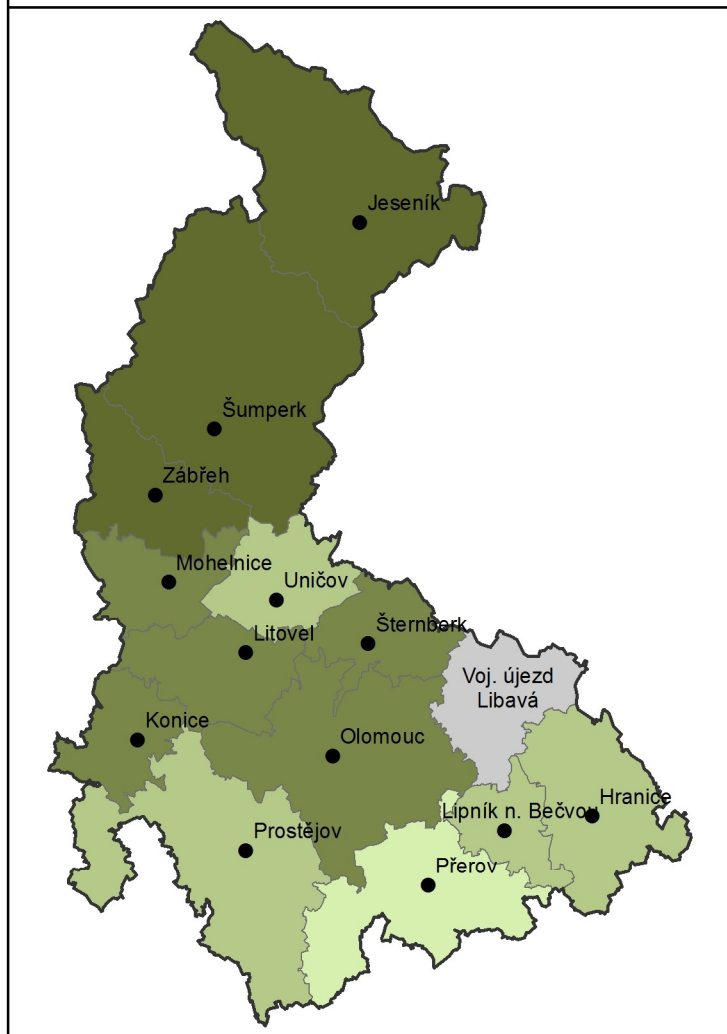 Jeseník
Šumperk
Zábřeh
Mohelnice
Uničov
Litovel
Šternberk
Voj. újezd
Libavá
Konice
Olomouc
Hranice
Lipník n. Bečvou
Prostějov
Přerov